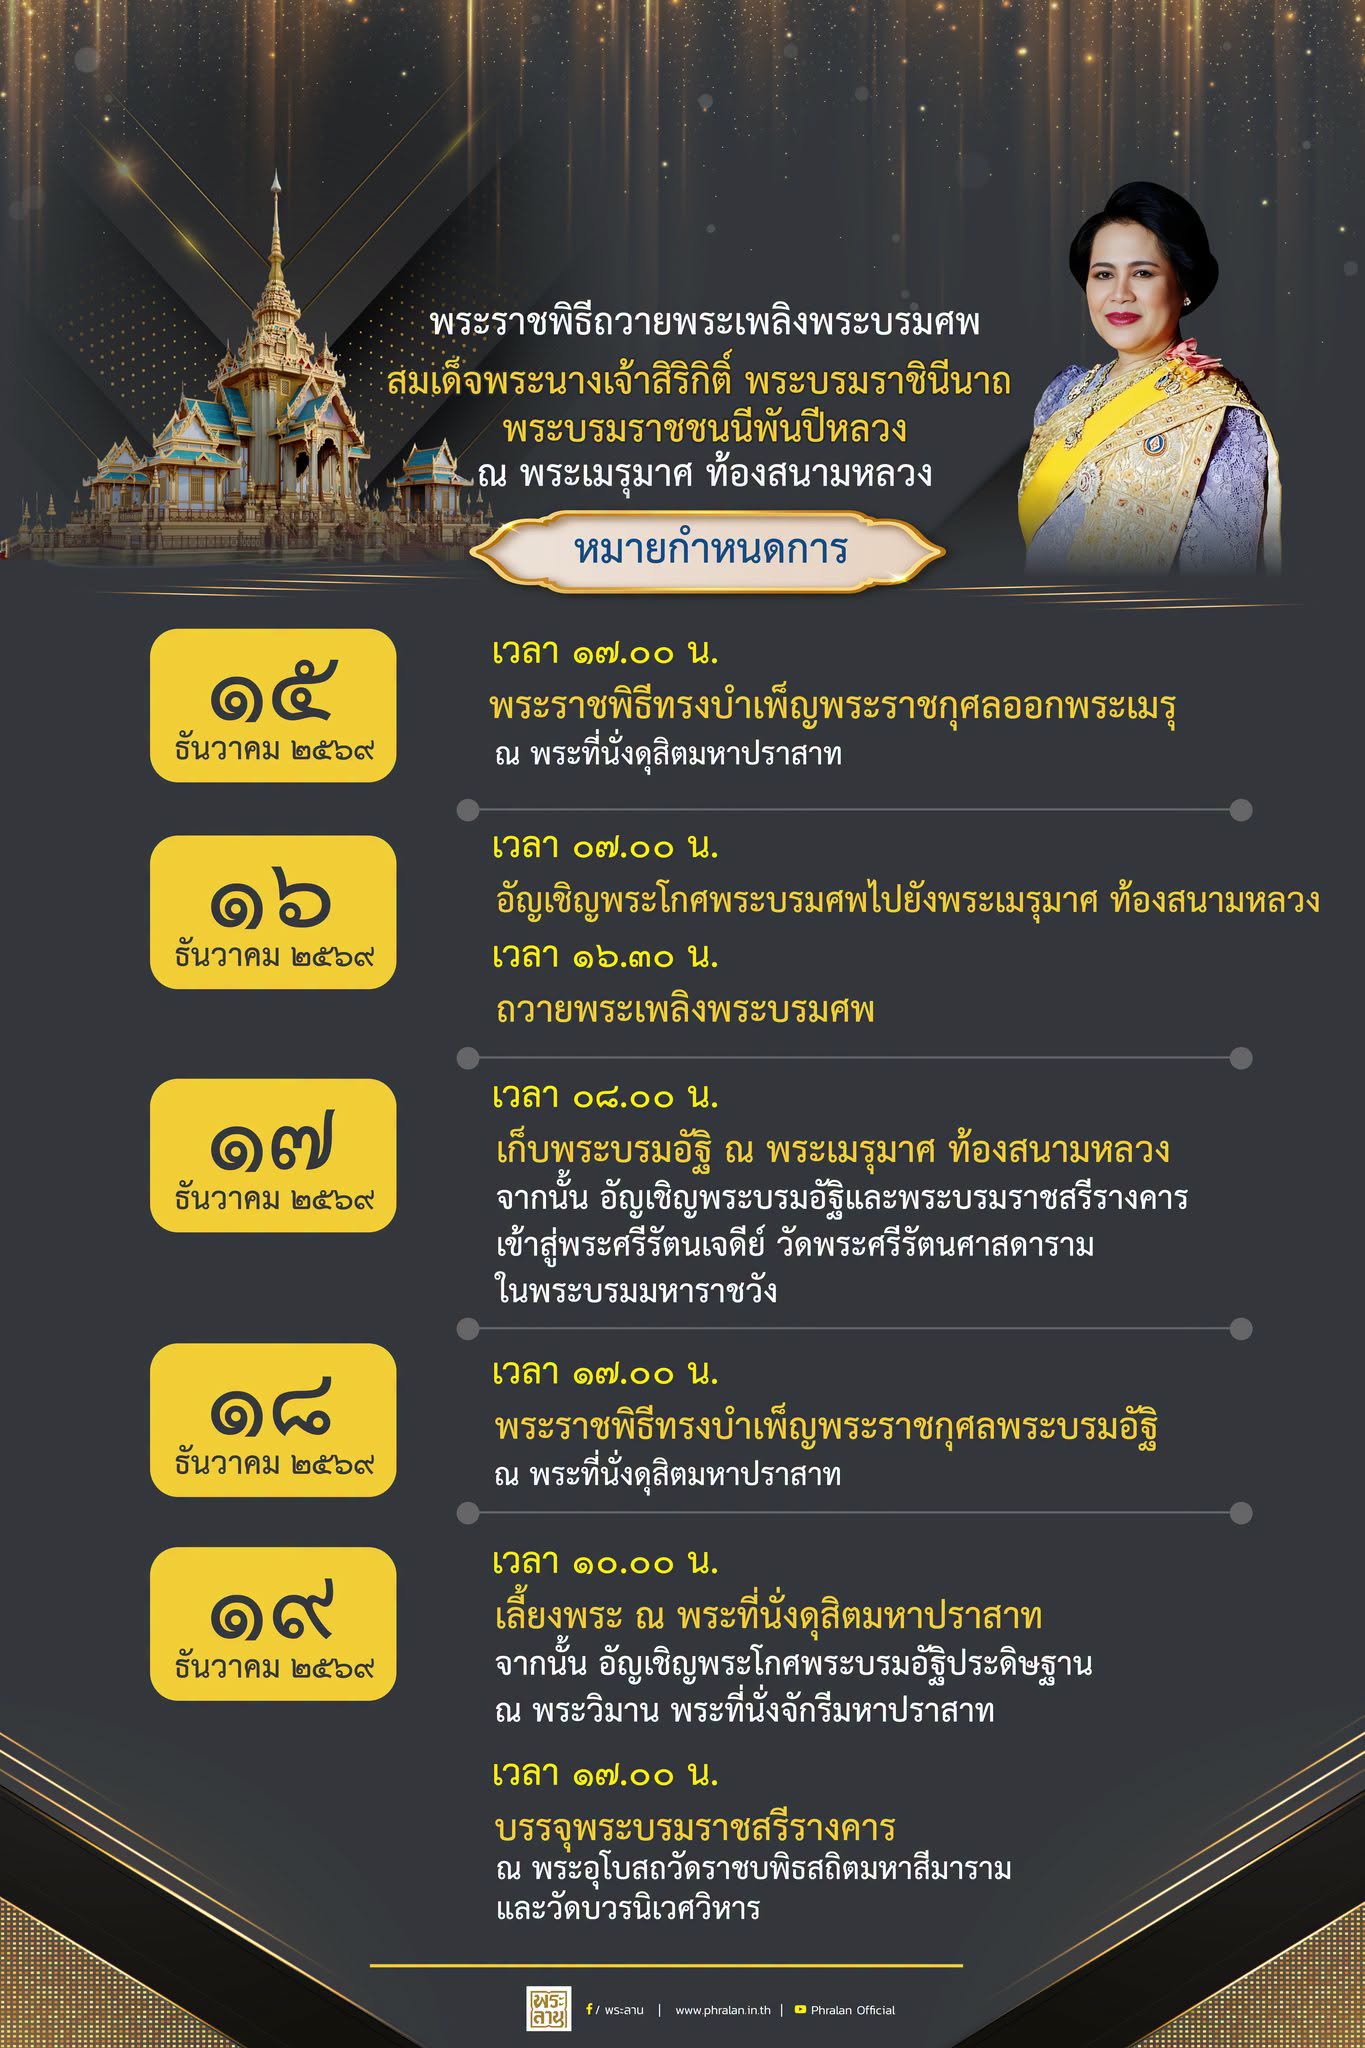 พระราชพิธีถวายพระเพลิงพระบรมศพ
สมเด็จพระนางเจ้าสิริกิติ์ พระบรมราชินีนาถ
พระบรมราชชนนีพันปีหลวง
ณ พระเมรุมาศ ท้องสนามหลวง
หมายกำหนดการ
๑๕
ธันวาคม ๒๕๖๙
เวลา ๑๗.๐๐ น.
พระราชพิธีทรงบำเพ็ญพระราชกุศลออกพระเมรุ
ณ พระที่นั่งดุสิตมหาปราสาท
๑๖
ธันวาคม ๒๕๖๙
เวลา ๐๗.๐๐ น.
อัญเชิญพระโกศพระบรมศพไปยังพระเมรุมาศ ท้องสนามหลวง
เวลา ๑๖.๓๐ น.
ถวายพระเพลิงพระบรมศพ
๑๗
ธันวาคม ๒๕๖๙
เวลา ๐๘.๐๐ น.
เก็บพระบรมอัฐิ ณ พระเมรุมาศ ท้องสนามหลวง
จากนั้น อัญเชิญพระบรมอัฐิและพระบรมราชสรีรางคาร
เข้าสู่พระศรีรัตนเจดีย์ วัดพระศรีรัตนศาสดาราม
ในพระบรมมหาราชวัง
๑๘
ธันวาคม ๒๕๖๙
เวลา ๑๗.๐๐ น.
พระราชพิธีทรงบำเพ็ญพระราชกุศลพระบรมอัฐิ
ณ พระที่นั่งดุสิตมหาปราสาท
๑๙
ธันวาคม ๒๕๖๙
เวลา ๑๐.๐๐ น.
เลี้ยงพระ ณ พระที่นั่งดุสิตมหาปราสาท
จากนั้น อัญเชิญพระโกศพระบรมอัฐิประดิษฐาน
ณ พระวิมาน พระที่นั่งจักรีมหาปราสาท
เวลา ๑๗.๐๐ น.
บรรจุพระบรมราชสรีรางคาร
ณ พระอุโบสถวัดราชบพิธสถิตมหาสีมาราม
และวัดบวรนิเวศวิหาร
พระ
ลาน
f / พระลาน | www.phralan.in.th | Phralan Official